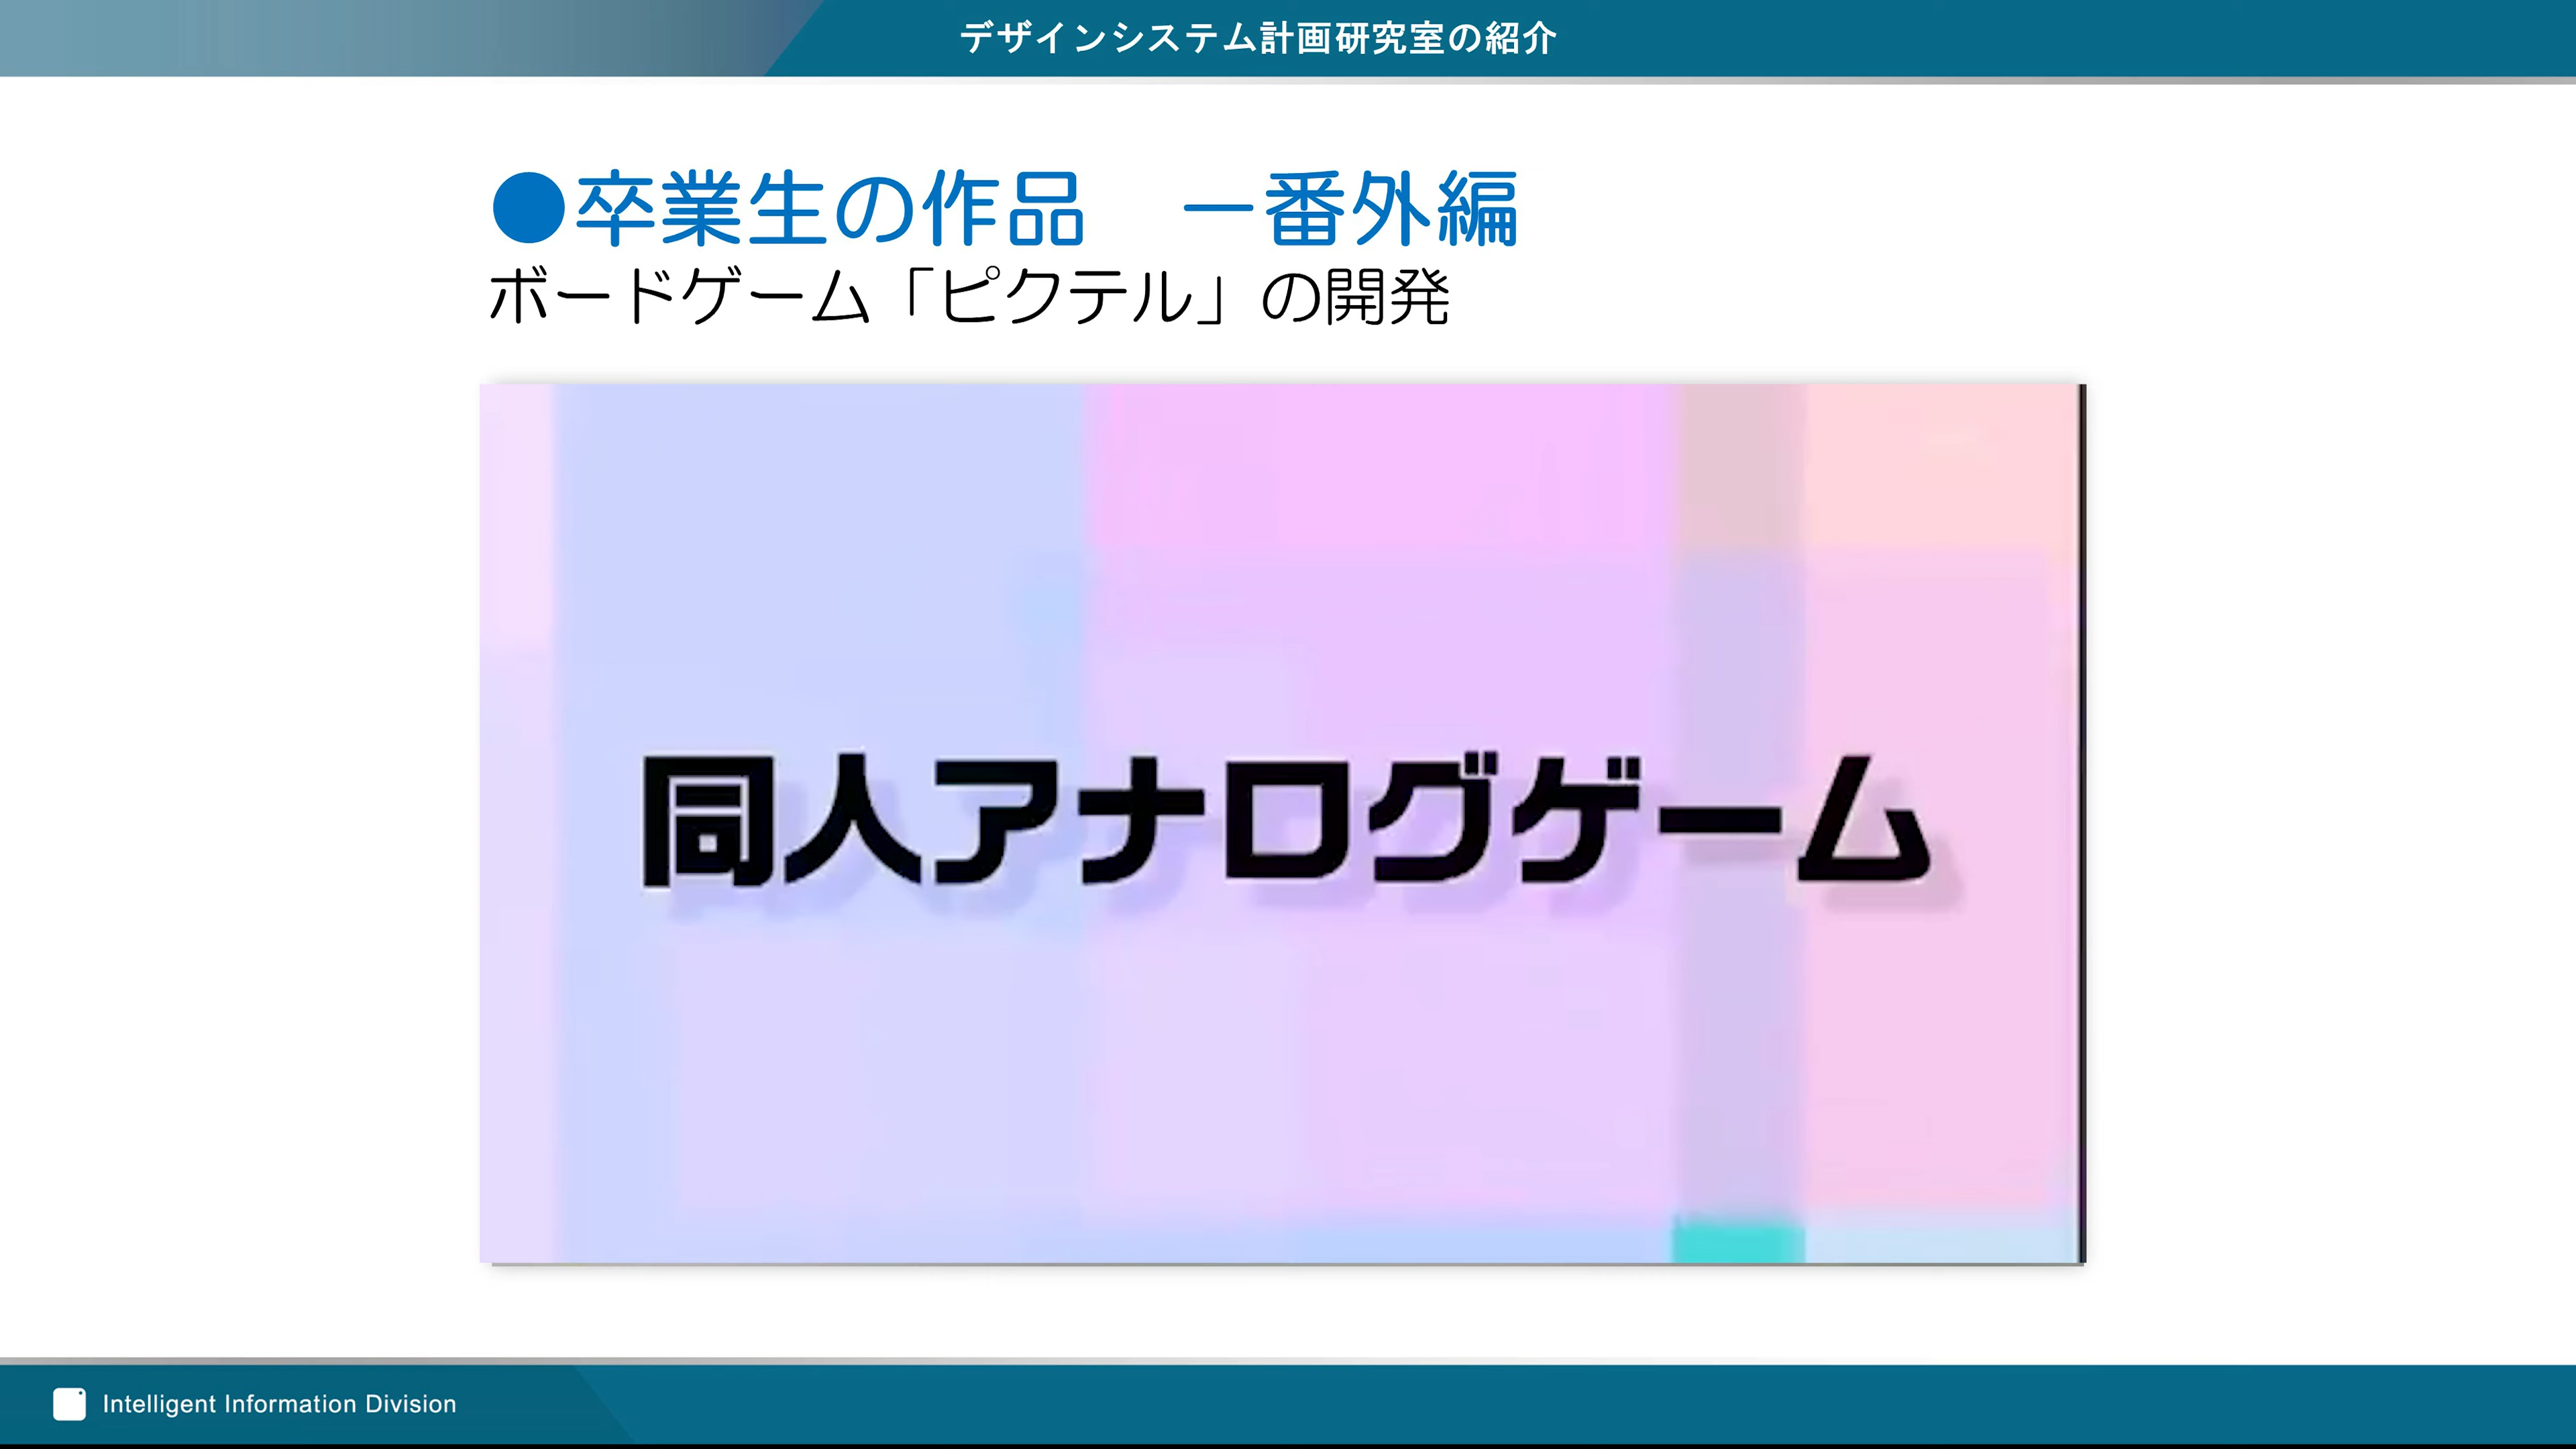 デザインシステム計画研究室の紹介
●卒業生の作品　ー番外編
ボードゲーム「ピクテル」の開発
同人アナログゲーム
Intelligent Information Division